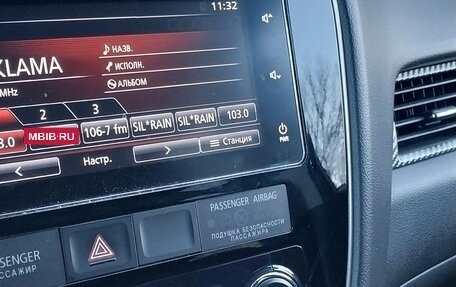 11:32
KLAMA
MHz
НАЗВ.
ИСПОЛН.
АЛЬБОМ
2
3
3.0
MBIB·RU
106-7 fm
SIL*RAIN
SIL*RAIN
103.0
Настр.
Станция
PWR
PASSENGER AIRBAG
ПОДУШКА БЕЗОПАСНОСТИ
ПАССАЖИРА
SSENGER
АССАЖИР